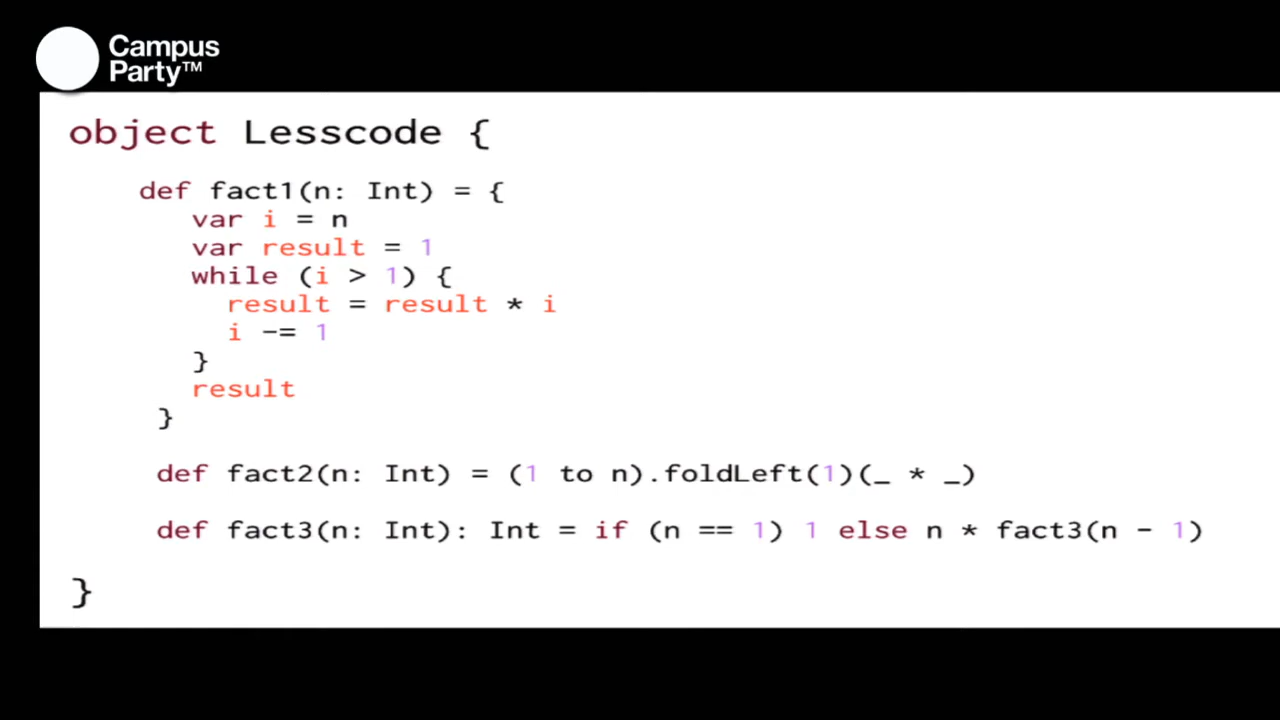 Campus
Party™
object Lesscode {
def fact1(n: Int) = {
var i = n
var result = 1
while (i > 1) {
result = result * i
i -= 1
}
result
}
def fact2(n: Int) = (1 to n).foldLeft(1)(_ * _)
def fact3(n: Int): Int = if (n == 1) 1 else n * fact3(n - 1)
}